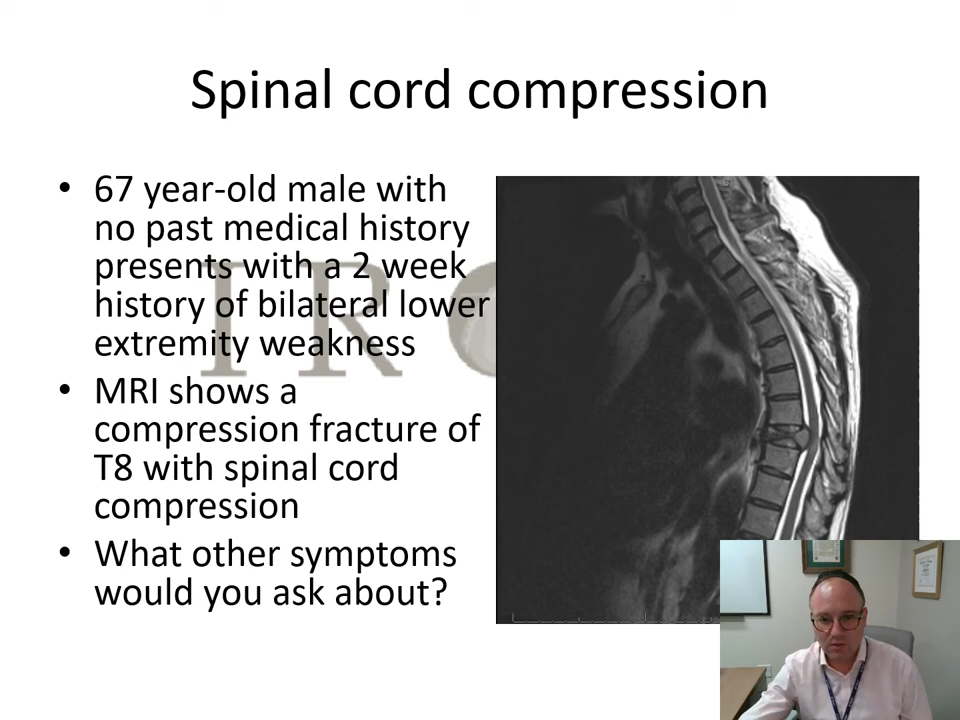 Spinal cord compression
• 67 year-old male with
no past medical history
presents with a 2 week
history of bilateral lower
extremity weakness
• MRI shows a
compression fracture of
T8 with spinal cord
compression
• What other symptoms
would you ask about?